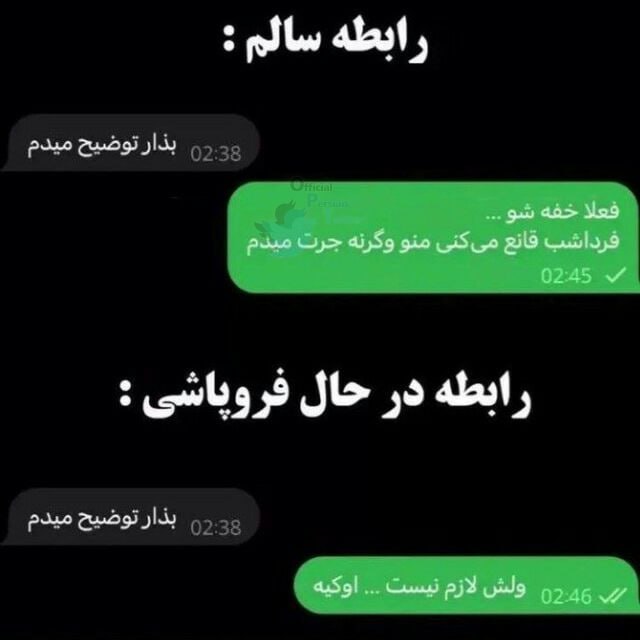 رابطه سالم :
بذار توضیح میدم 02:38
Official
Persian
فعلا خفه شو ...
فرداشب قانع می‌کنی منو وگرنه جرت میدم
02:45
رابطه در حال فروپاشی :
بذار توضیح میدم 02:38
ولش لازم نیست ... اوکیه 02:46